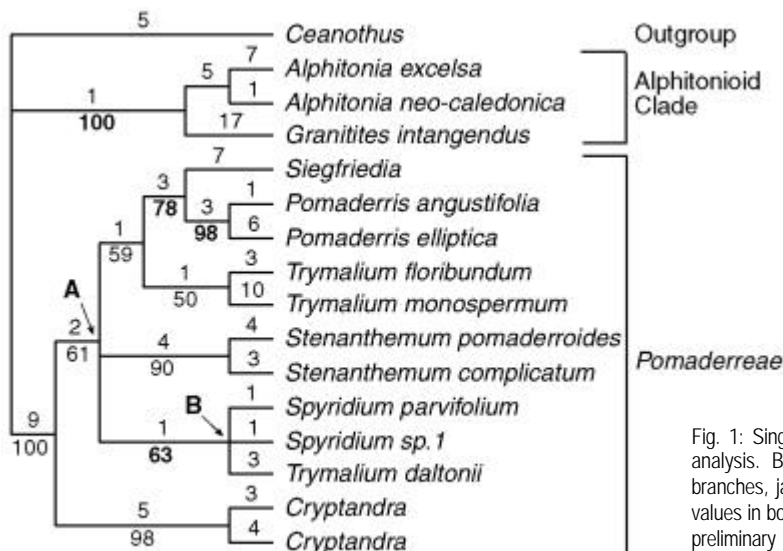 5
Ceanothus
Outgroup
7
Alphitonia excelsa
5
1
Alphitonia neo-caledonica
Alphitonioid
Clade
1
100
17
Granitites intangendus
7
Siegfriedia
3
78
1
Pomaderris angustifolia
3
98
6
Pomaderris elliptica
1
59
3
Trymalium floribundum
1
50
10
Trymalium monospermum
A
2
61
4
Stenanthemum pomaderroides
4
90
3
Stenanthemum complicatum
Pomaderreae
B
1
Spyridium parvifolium
1
63
1
Spyridium sp.1
3
Trymalium daltonii
9
100
3
Cryptandra
5
98
4
Cryptandra
Fig. 1: Sing
analysis. B
branches, ja
values in bo
preliminary